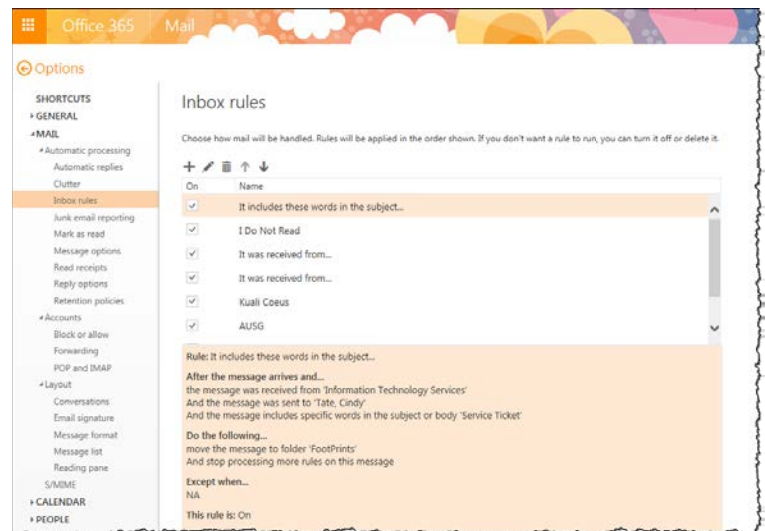 Office 365 Mail
Options
SHORTCUTS
GENERAL
MAIL
Automatic processing
Automatic replies
Clutter
Inbox rules
Junk email reporting
Mark as read
Message options
Read receipts
Reply options
Retention policies
Accounts
Block or allow
Forwarding
POP and IMAP
Layout
Conversations
Email signature
Message format
Message list
Reading pane
S/MIME
CALENDAR
PEOPLE
Inbox rules
Choose how mail will be handled. Rules will be applied in the order shown. If you don't want a rule to run, you can turn it off or delete it.
On Name
It includes these words in the subject...
I Do Not Read
It was received from...
It was received from...
Kuali Coeus
AUSG
Rule: It includes these words in the subject...
After the message arrives and...
the message was received from 'Information Technology Services'
And the message was sent to 'Tate, Cindy'
And the message includes specific words in the subject or body 'Service Ticket'
Do the following...
move the message to folder 'FootPrints'
And stop processing more rules on this message
Except when...
NA
This rule is: On